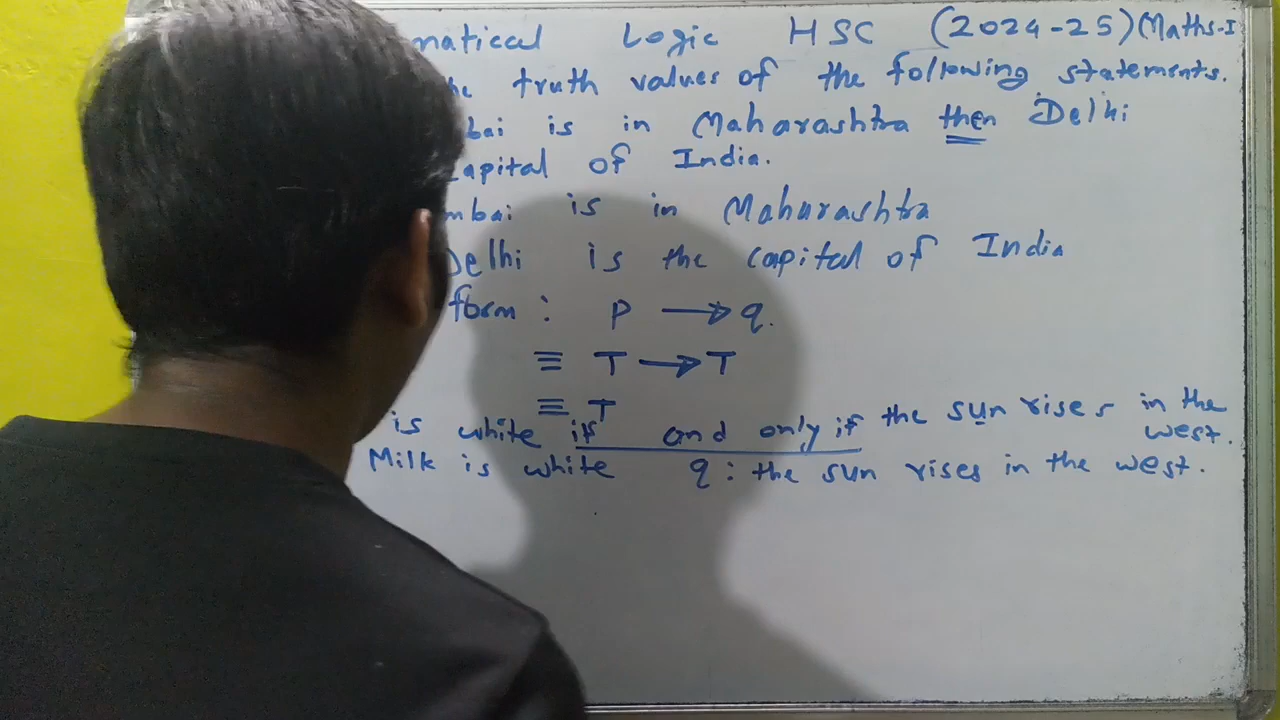 Logic HSC (2024-25) (Maths-I
truth values of the following statements.
is in Maharashtra then Delhi
Capital of India.
is in Maharashtra
Delhi is the capital of India
form : P → q.
≡ T → T
≡ T
is white if and only if the sun rises in the west.
Milk is white q : the sun rises in the west.